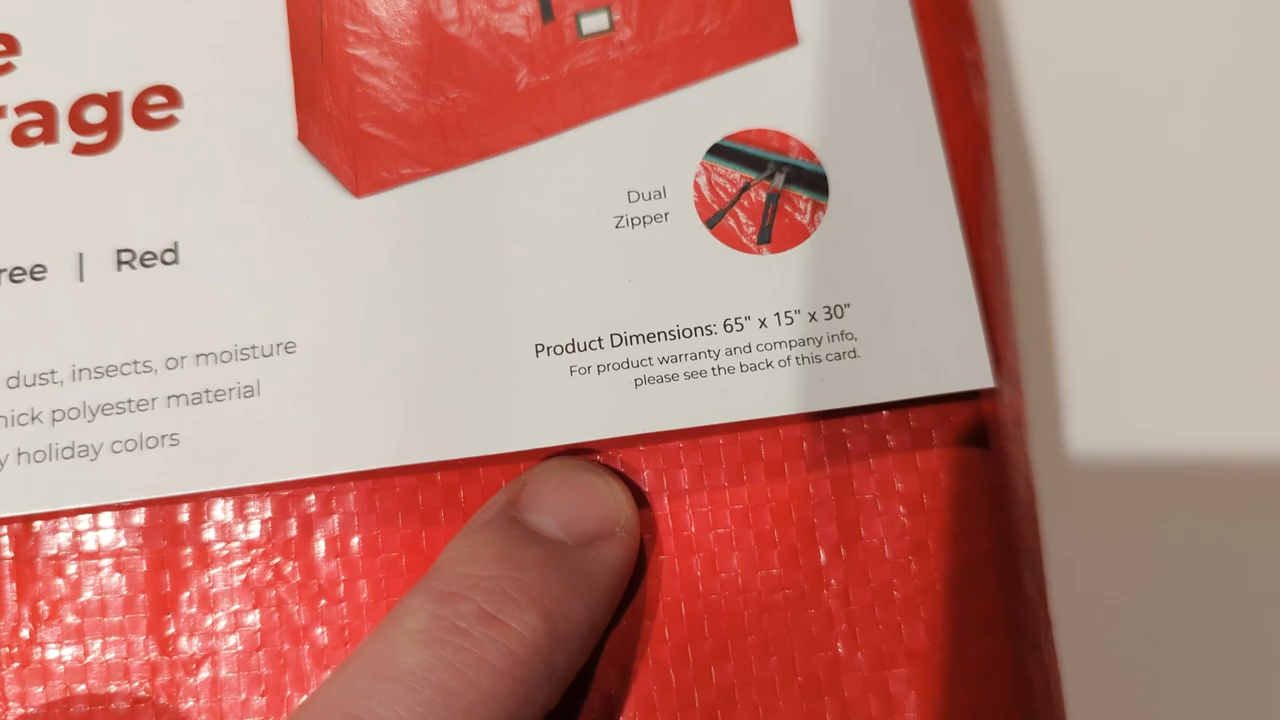 e
rage
ree | Red
dust, insects, or moisture
hick polyester material
y holiday colors
Dual
Zipper
Product Dimensions: 65" x 15" x 30"
For product warranty and company info,
please see the back of this card.